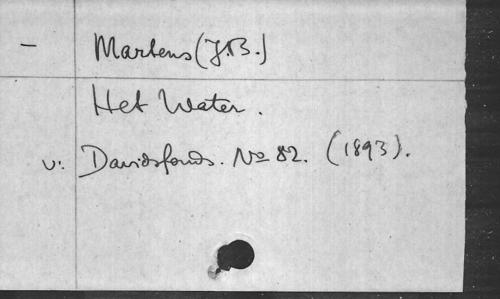 – Martens (J.B.)
Het Water.
v: Davidsfonds. No 82. (1893).